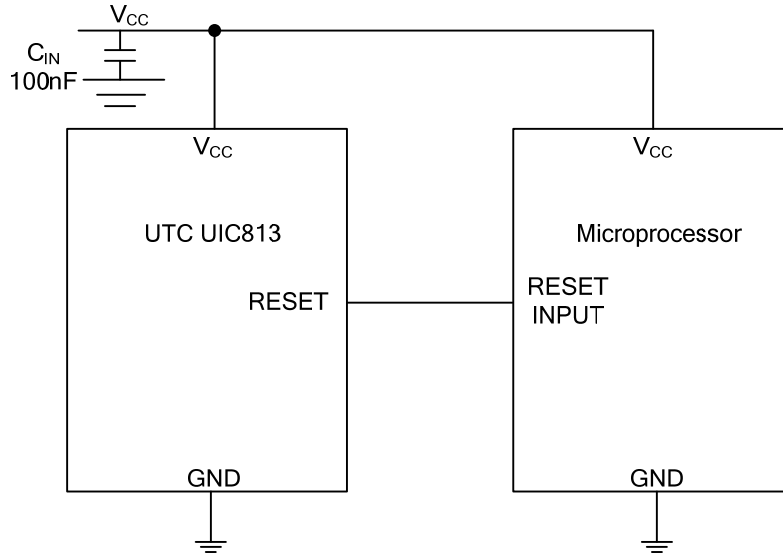 VCC
CIN
100nF
VCC
VCC
UTC UIC813
Microprocessor
RESET
RESET
INPUT
GND
GND